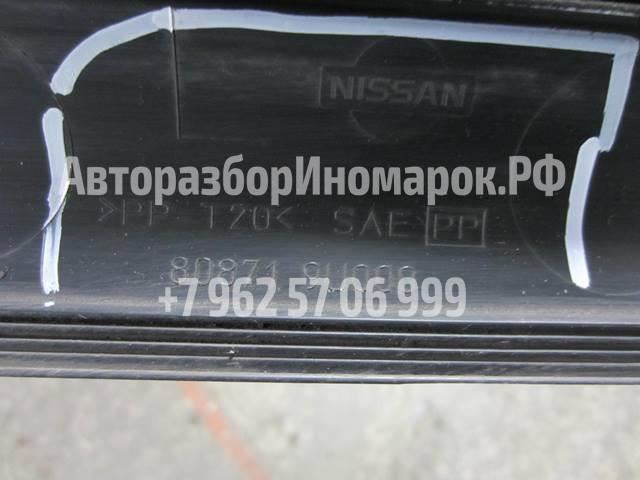 NISSAN
АвторазборИномарок.РФ
>PP T20< SAE PP
+7 962 57 06 999